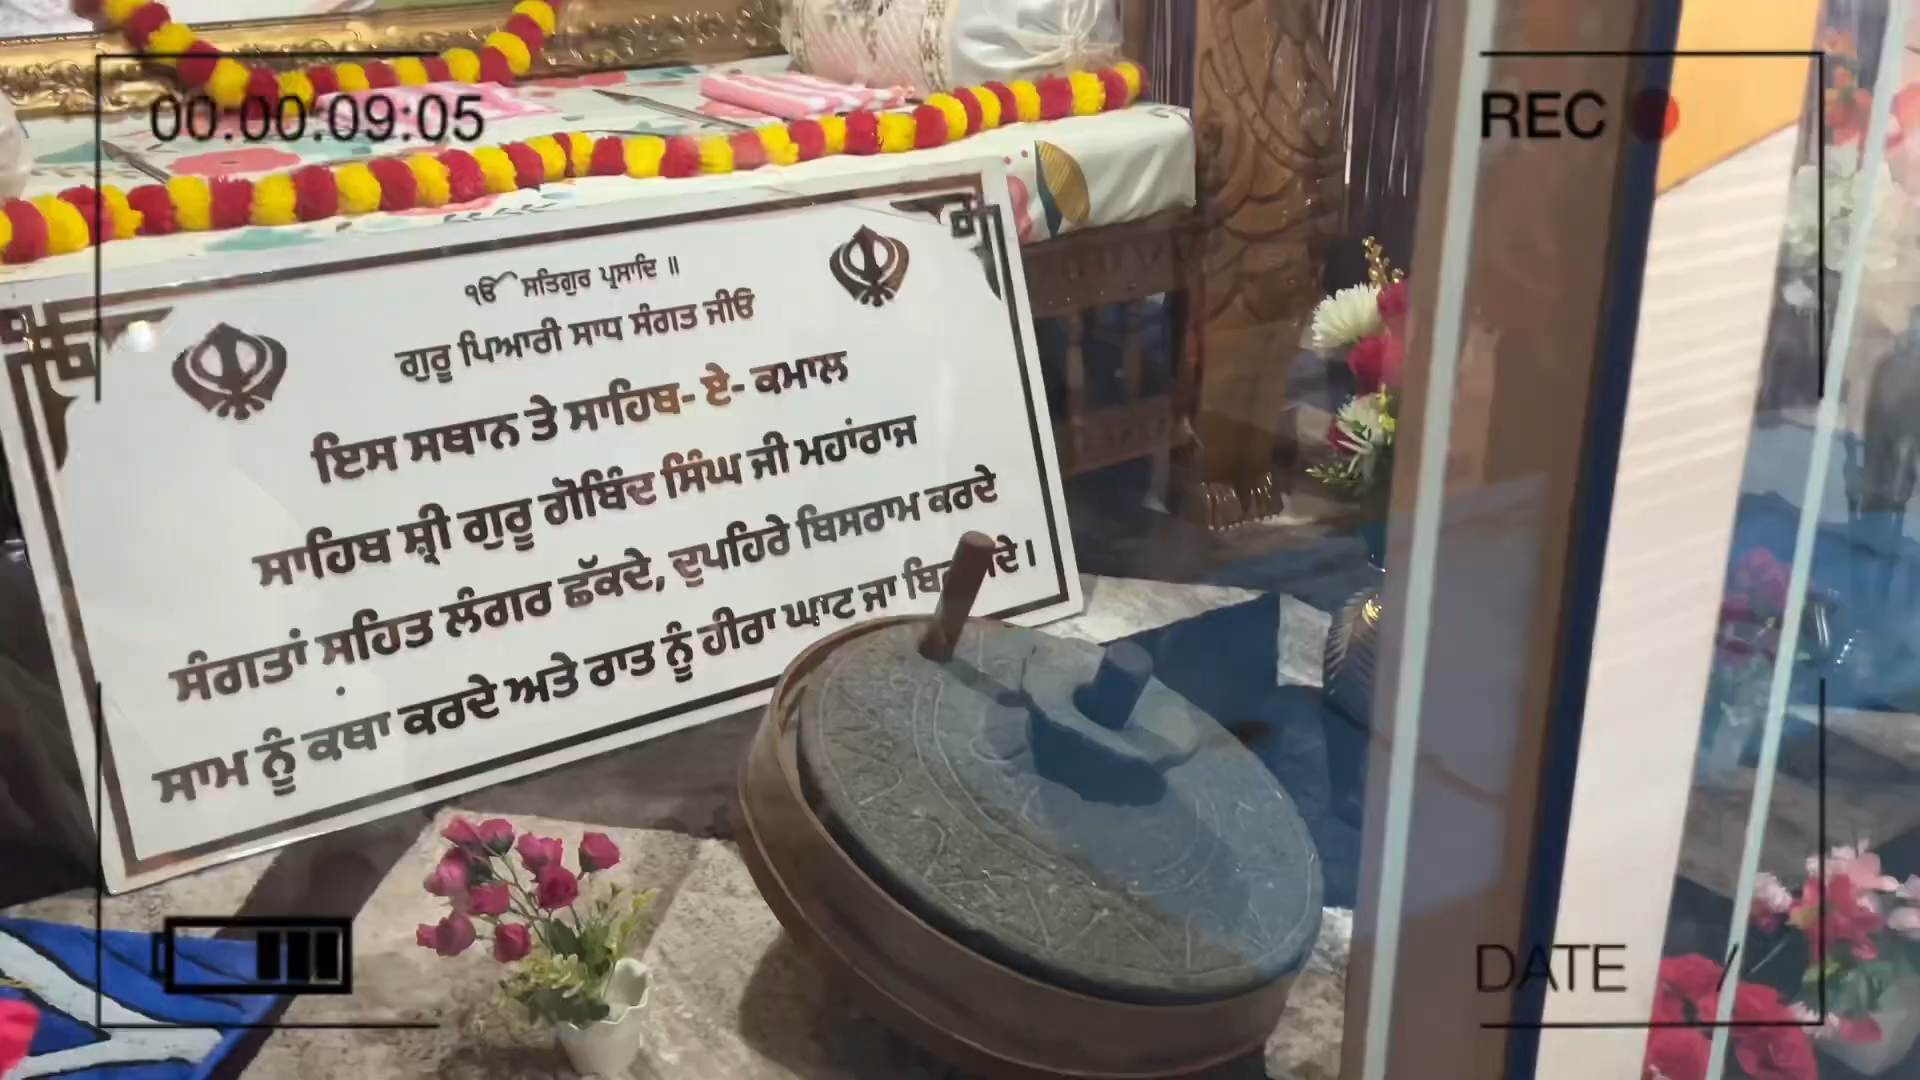 00:00:09:05
REC
ੴ ਸਤਿਗੁਰ ਪ੍ਰਸਾਦਿ ॥
ਗੁਰੂ ਪਿਆਰੀ ਸਾਧ ਸੰਗਤ ਜੀਓ
ਇਸ ਸਥਾਨ ਤੇ ਸਾਹਿਬ- ਏ- ਕਮਾਲ
ਸਾਹਿਬ ਸ਼੍ਰੀ ਗੁਰੂ ਗੋਬਿੰਦ ਸਿੰਘ ਜੀ ਮਹਾਂਰਾਜ
ਸੰਗਤਾਂ ਸਹਿਤ ਲੰਗਰ ਛੱਕਦੇ, ਦੁਪਹਿਰੇ ਬਿਸਰਾਮ ਕਰਦੇ
ਸਾਮ ਨੂੰ ਕਥਾ ਕਰਦੇ ਅਤੇ ਰਾਤ ਨੂੰ ਹੀਰਾ ਘਾਟ ਜਾ
DATE /